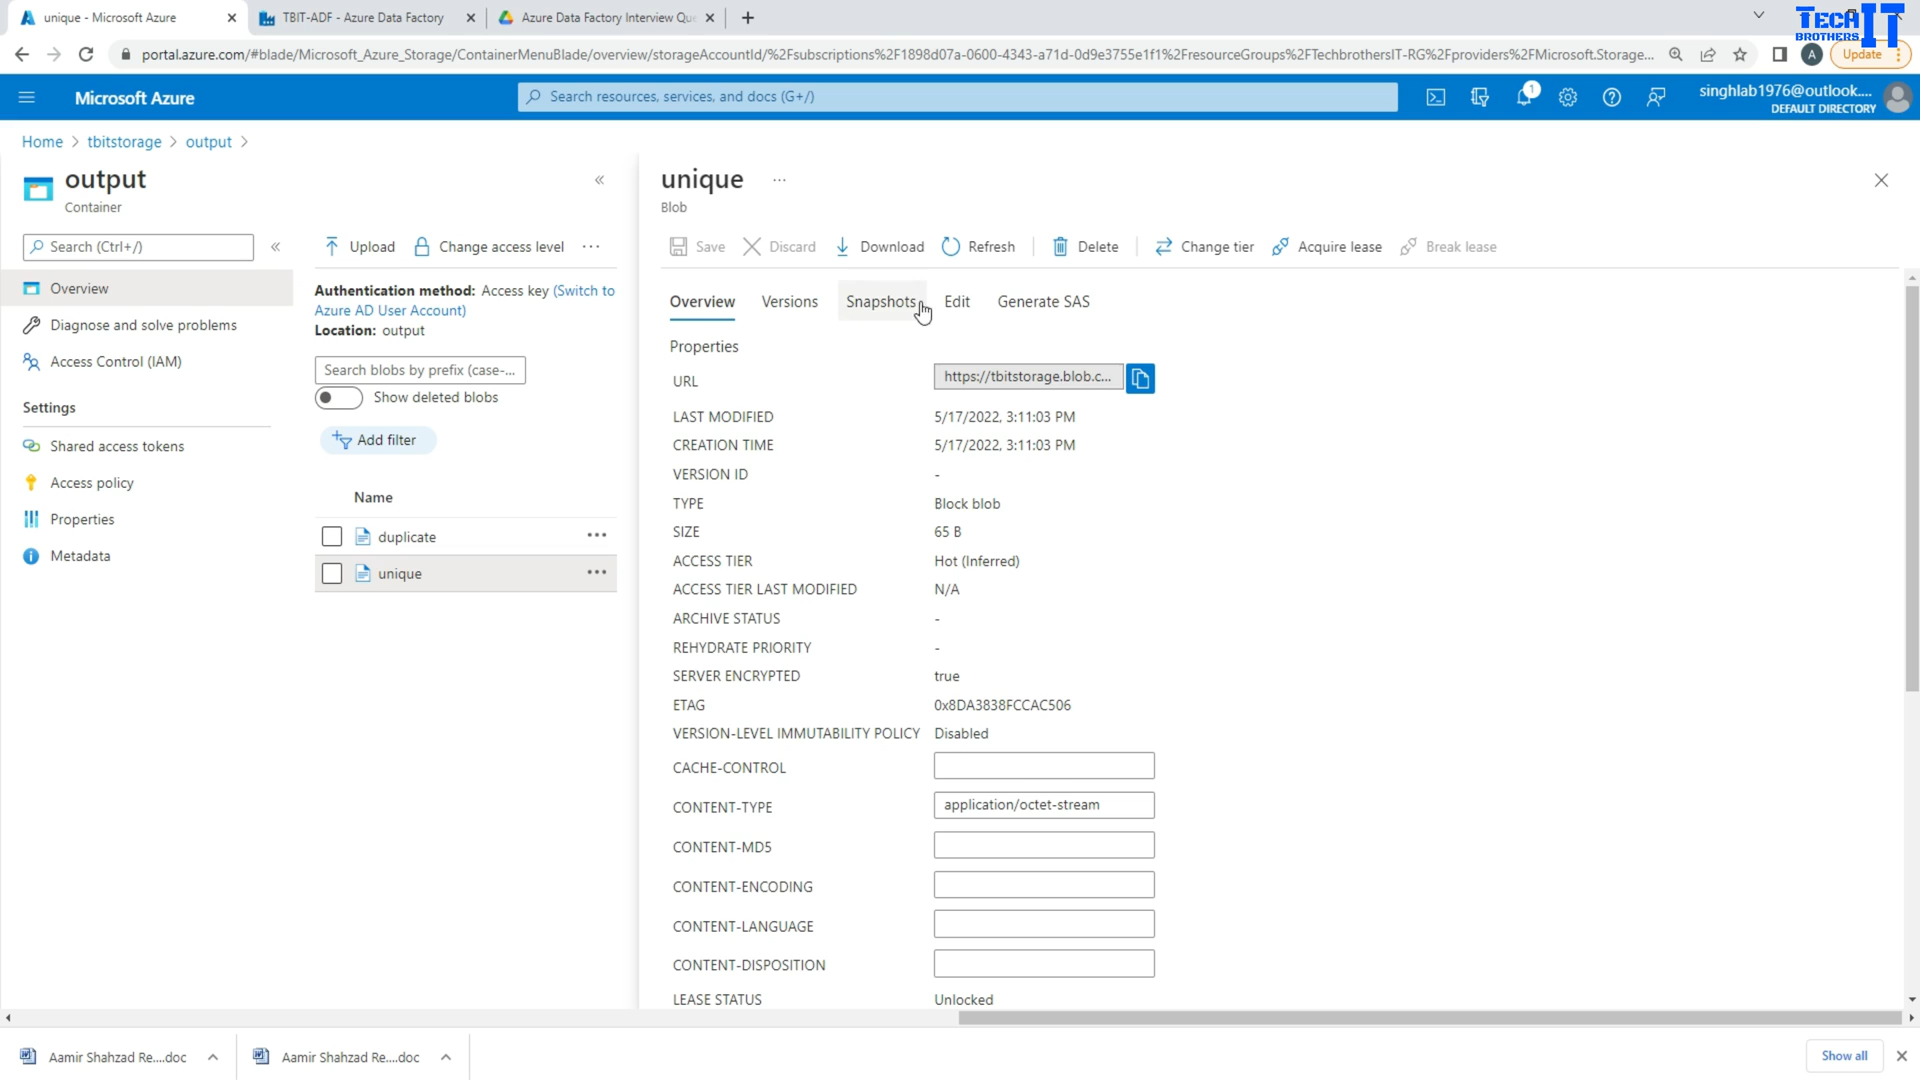 unique - Microsoft Azure
TBIT-ADF - Azure Data Factory
Azure Data Factory Interview Que
TECH BROTHERS IT
portal.azure.com/#blade/Microsoft_Azure_Storage/ContainerMenuBlade/overview/storageAccountId/%2Fsubscriptions%2F1898d07a-0600-4343-a71d-0d9e3755e1f1%2FresourceGroups%2FTechbrothersIT-RG%2Fproviders%2FMicrosoft.Storage...
A
Update
Microsoft Azure
Search resources, services, and docs (G+/)
1
singhlab1976@outlook....
DEFAULT DIRECTORY
Home > tbitstorage > output >
output
Container
«
Search (Ctrl+/)
«
Overview
Diagnose and solve problems
Access Control (IAM)
Settings
Shared access tokens
Access policy
Properties
Metadata
Upload
Change access level
...
Authentication method: Access key (Switch to
Azure AD User Account)
Location: output
Search blobs by prefix (case-...
Show deleted blobs
Add filter
Name
duplicate
...
unique
...
unique
...
Blob
Save
Discard
Download
Refresh
Delete
Change tier
Acquire lease
Break lease
Overview
Versions
Snapshots
Edit
Generate SAS
Properties
URL https://tbitstorage.blob.c...
LAST MODIFIED 5/17/2022, 3:11:03 PM
CREATION TIME 5/17/2022, 3:11:03 PM
VERSION ID -
TYPE Block blob
SIZE 65 B
ACCESS TIER Hot (Inferred)
ACCESS TIER LAST MODIFIED N/A
ARCHIVE STATUS -
REHYDRATE PRIORITY -
SERVER ENCRYPTED true
ETAG 0x8DA3838FCCAC506
VERSION-LEVEL IMMUTABILITY POLICY Disabled
CACHE-CONTROL
CONTENT-TYPE application/octet-stream
CONTENT-MD5
CONTENT-ENCODING
CONTENT-LANGUAGE
CONTENT-DISPOSITION
LEASE STATUS Unlocked
Aamir Shahzad Re....doc
Aamir Shahzad Re....doc
Show all